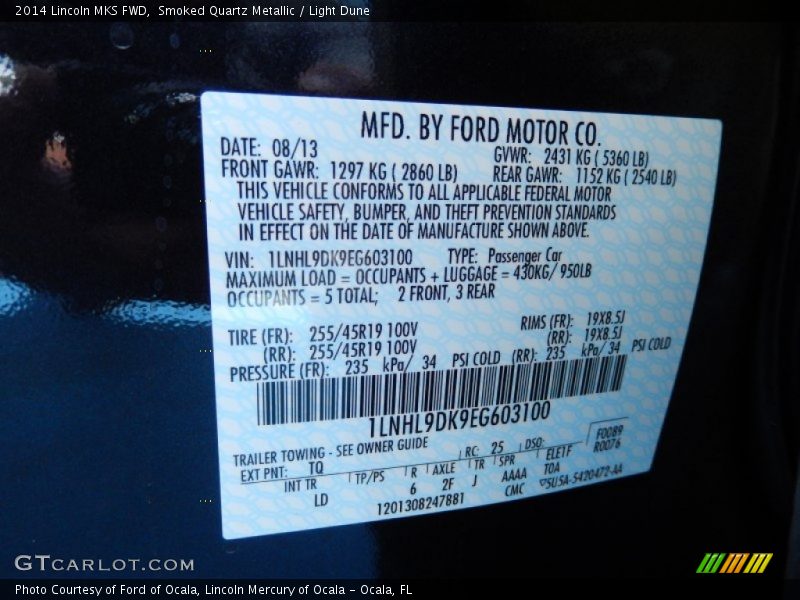 2014 Lincoln MKS FWD, Smoked Quartz Metallic / Light Dune
MFD. BY FORD MOTOR CO.
DATE: 08/13 GVWR: 2431 KG ( 5360 LB)
FRONT GAWR: 1297 KG ( 2860 LB) REAR GAWR: 1152 KG ( 2540 LB)
THIS VEHICLE CONFORMS TO ALL APPLICABLE FEDERAL MOTOR
VEHICLE SAFETY, BUMPER, AND THEFT PREVENTION STANDARDS
IN EFFECT ON THE DATE OF MANUFACTURE SHOWN ABOVE.
VIN: 1LNHL9DK9EG603100 TYPE: Passenger Car
MAXIMUM LOAD = OCCUPANTS + LUGGAGE = 430KG/ 950LB
OCCUPANTS = 5 TOTAL; 2 FRONT, 3 REAR
TIRE (FR): 255/45R19 100V RIMS (FR): 19X8.5J
(RR): 255/45R19 100V (RR): 19X8.5J
PRESSURE (FR): 235 kPa/ 34 PSI COLD (RR): 235 kPa/ 34 PSI COLD
1LNHL9DK9EG603100
TRAILER TOWING - SEE OWNER GUIDE RC: 25 DSO: F0089
EXT PNT: TQ R0076
INT TR TP/PS R AXLE TR SPR ELETF
LD 6 2F J AAAA TOA
1201308247881 CMC ▽5U5A-5420472-AA
GTCARLOT.COM
Photo Courtesy of Ford of Ocala, Lincoln Mercury of Ocala - Ocala, FL